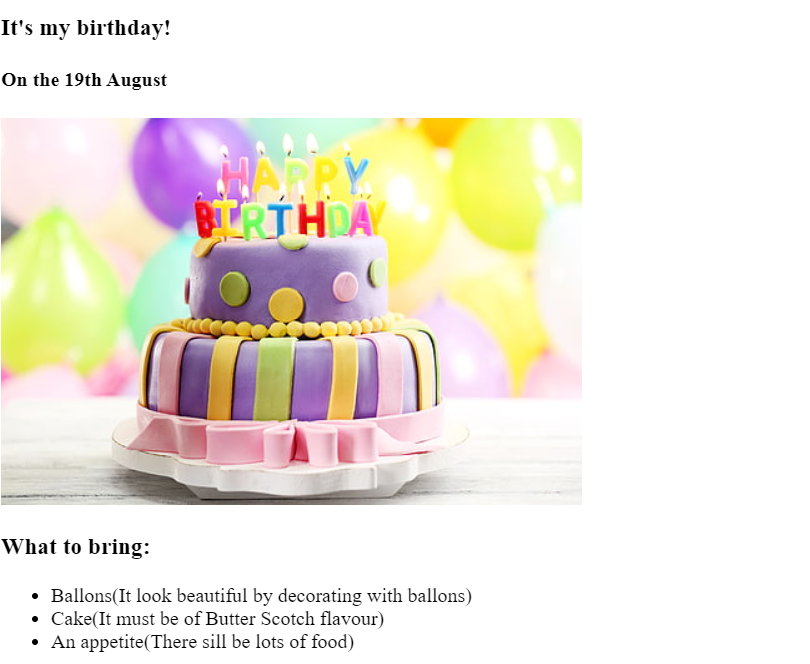 It's my birthday!
On the 19th August
HAPPY
BIRTHDAY
What to bring:
Ballons(It look beautiful by decorating with ballons)
Cake(It must be of Butter Scotch flavour)
An appetite(There sill be lots of food)